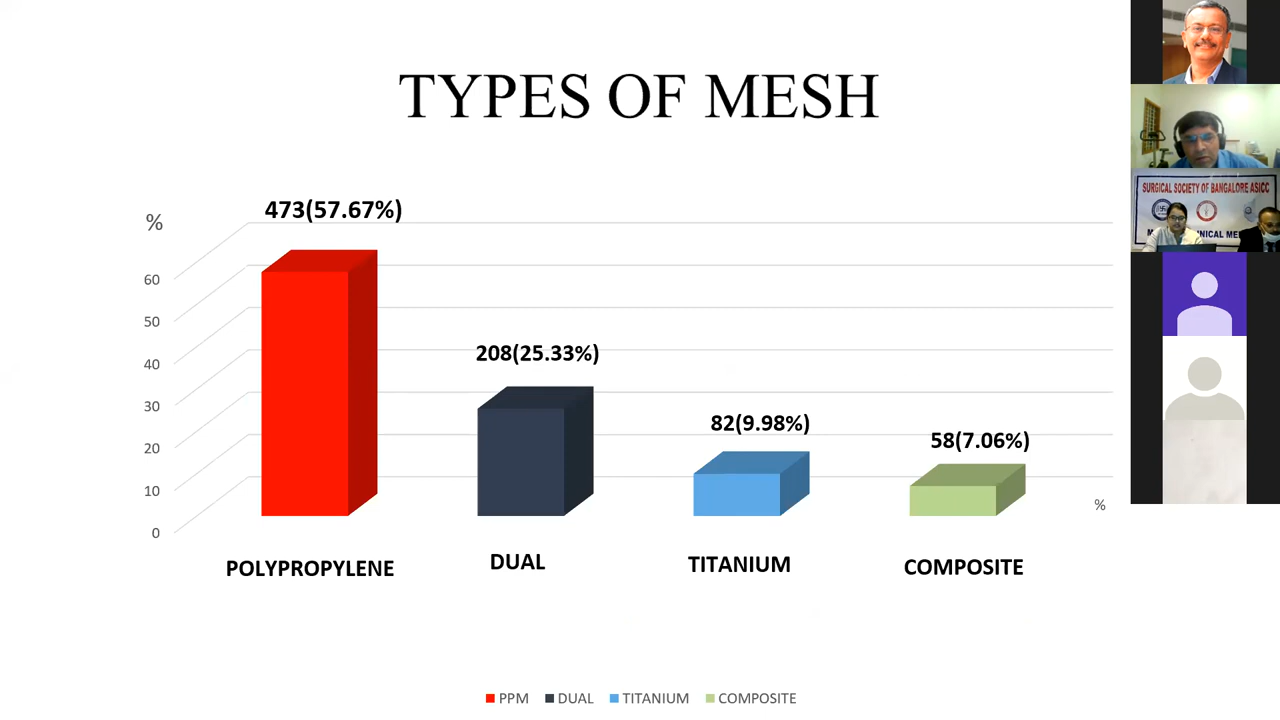 TYPES OF MESH
%
473(57.67%)
208(25.33%)
82(9.98%)
58(7.06%)
60
50
40
30
20
10
0
%
POLYPROPYLENE
DUAL
TITANIUM
COMPOSITE
PPM DUAL TITANIUM COMPOSITE
SURGICAL SOCIETY OF BANGALORE ASICC